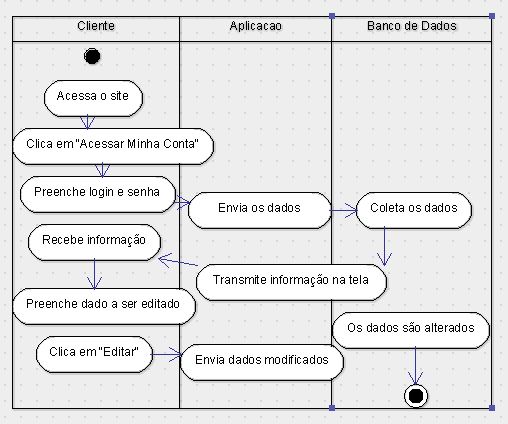 Cliente
Aplicacao
Banco de Dados
Acessa o site
Clica em "Acessar Minha Conta"
Preenche login e senha
Envia os dados
Coleta os dados
Recebe informação
Transmite informação na tela
Preenche dado a ser editado
Os dados são alterados
Clica em "Editar"
Envia dados modificados